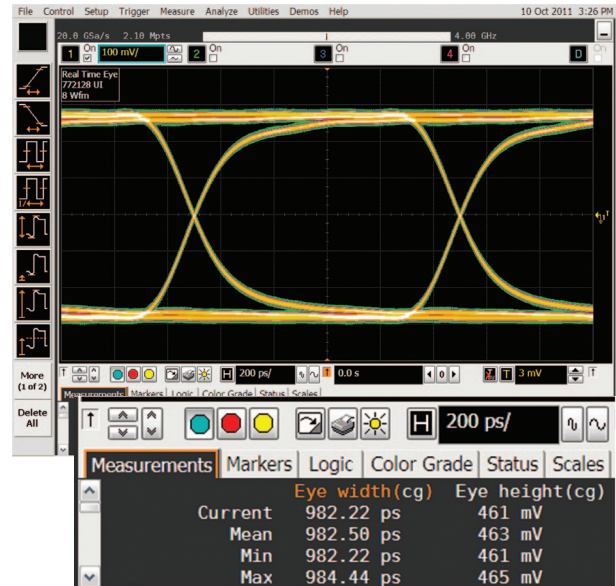 File Control Setup Trigger Measure Analyze Utilities Demos Help 10 Oct 2011 3:26 PM
20.0 GSa/s 2.10 Mpts 4.00 GHz
1 On 100 mV/ 2 On 3 On 4 On D On
Real Time Eye
772128 UI
8 Wfm
T
More
(1 of 2)
Delete
All
H 200 ps/ 0.0 s 0 T 3 mV
Measurements Markers Logic Color Grade Status Scales
H 200 ps/
Measurements Markers Logic Color Grade Status Scales
Eye width(cg) Eye height(cg)
Current 982.22 ps 461 mV
Mean 982.50 ps 463 mV
Min 982.22 ps 461 mV
Max 984.44 ps 465 mV